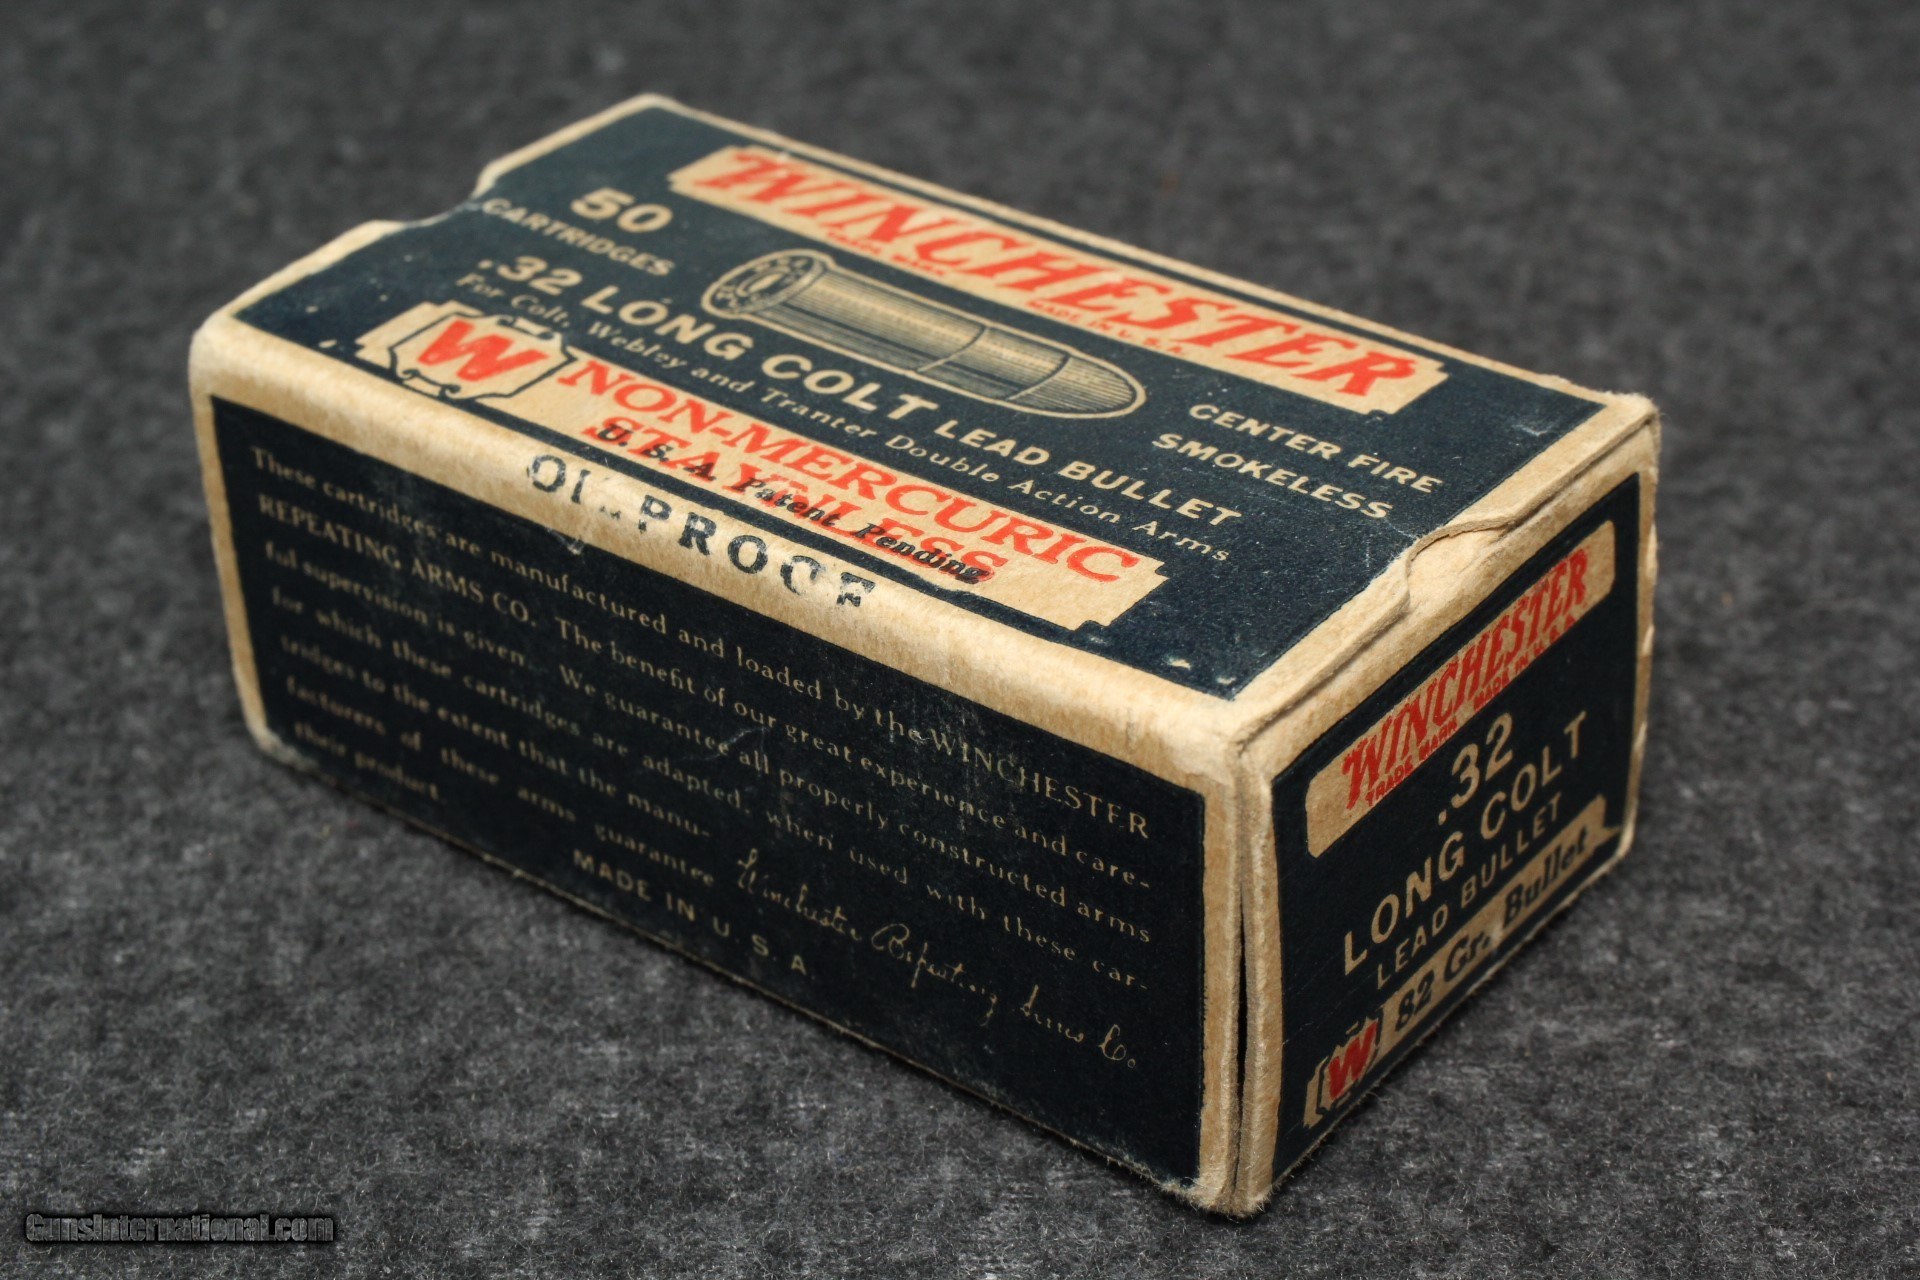 WINCHESTER
TRADE MARK MADE IN U.S.A.
50
CARTRIDGES
CENTER FIRE
SMOKELESS
.32 LONG COLT LEAD BULLET
For Colt, Webley and Tranter Double Action Arms
W
NON-MERCURIC
STAYNLESS
U. S. A. Patent Pending
OIL-PROOF
These cartridges are manufactured and loaded by the WINCHESTER
REPEATING ARMS CO. The benefit of our great experience and care-
ful supervision is given. We guarantee all properly constructed arms
for which these cartridges are adapted, when used with these car-
tridges to the extent that the manu-
facturers of these arms guarantee
their product.
Winchester Repeating Arms Co.
MADE IN U. S. A.
WINCHESTER
TRADE MARK MADE IN U.S.A.
.32
LONG COLT
LEAD BULLET
W 82 Gr. Bullet
GunsInternational.com